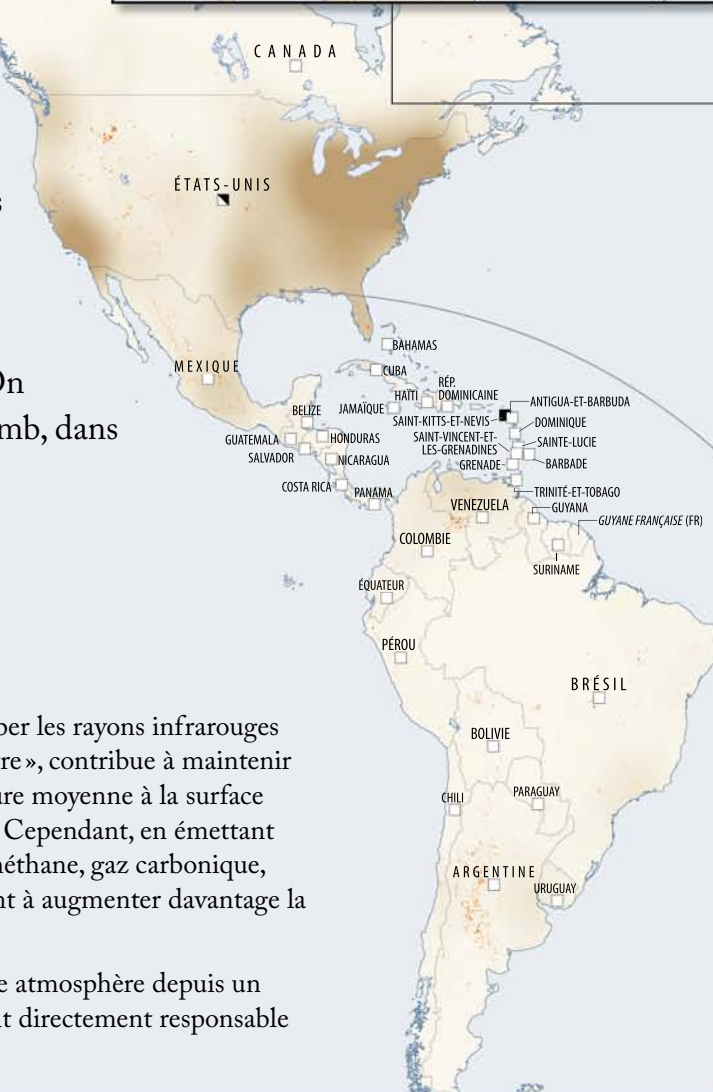 CANADA
ÉTATS-UNIS
s
On
mb, dans
MEXIQUE
BAHAMAS
CUBA
HAÏTI
RÉP.
DOMINICAINE
JAMAÏQUE
BELIZE
GUATEMALA
HONDURAS
SALVADOR
NICARAGUA
COSTA RICA
PANAMA
ANTIGUA-ET-BARBUDA
SAINT-KITTS-ET-NEVIS
DOMINIQUE
SAINT-VINCENT-ET-
LES-GRENADINES
SAINTE-LUCIE
GRENADE
BARBADE
TRINITÉ-ET-TOBAGO
VENEZUELA
GUYANA
GUYANE FRANÇAISE (FR)
COLOMBIE
SURINAME
ÉQUATEUR
PÉROU
BRÉSIL
BOLIVIE
CHILI
PARAGUAY
ARGENTINE
URUGUAY
ber les rayons infrarouges
re », contribue à maintenir
ure moyenne à la surface
Cependant, en émettant
néthane, gaz carbonique,
nt à augmenter davantage la
e atmosphère depuis un
nt directement responsable